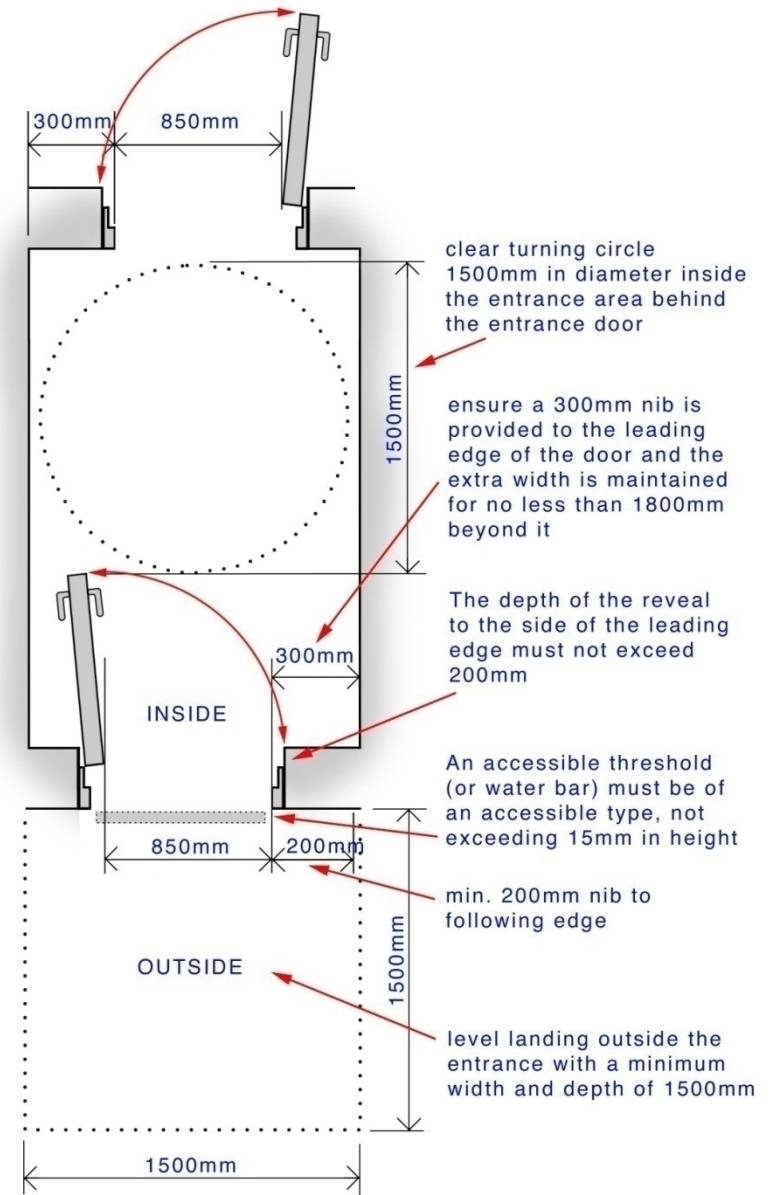 300mm
850mm
clear turning circle
1500mm in diameter inside
the entrance area behind
the entrance door
1500mm
ensure a 300mm nib is
provided to the leading
edge of the door and the
extra width is maintained
for no less than 1800mm
beyond it
The depth of the reveal
to the side of the leading
edge must not exceed
200mm
300mm
INSIDE
An accessible threshold
(or water bar) must be of
an accessible type, not
exceeding 15mm in height
850mm
200mm
min. 200mm nib to
following edge
OUTSIDE
1500mm
level landing outside the
entrance with a minimum
width and depth of 1500mm
1500mm